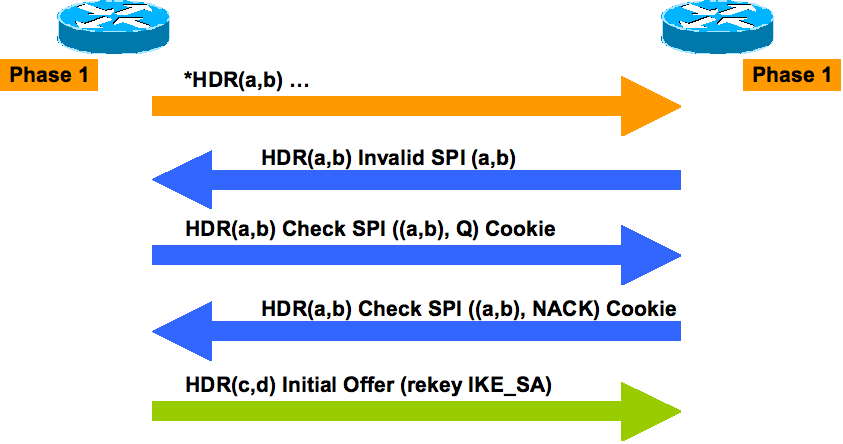 Phase 1
Phase 1
*HDR(a,b) …
HDR(a,b) Invalid SPI (a,b)
HDR(a,b) Check SPI ((a,b), Q) Cookie
HDR(a,b) Check SPI ((a,b), NACK) Cookie
HDR(c,d) Initial Offer (rekey IKE_SA)